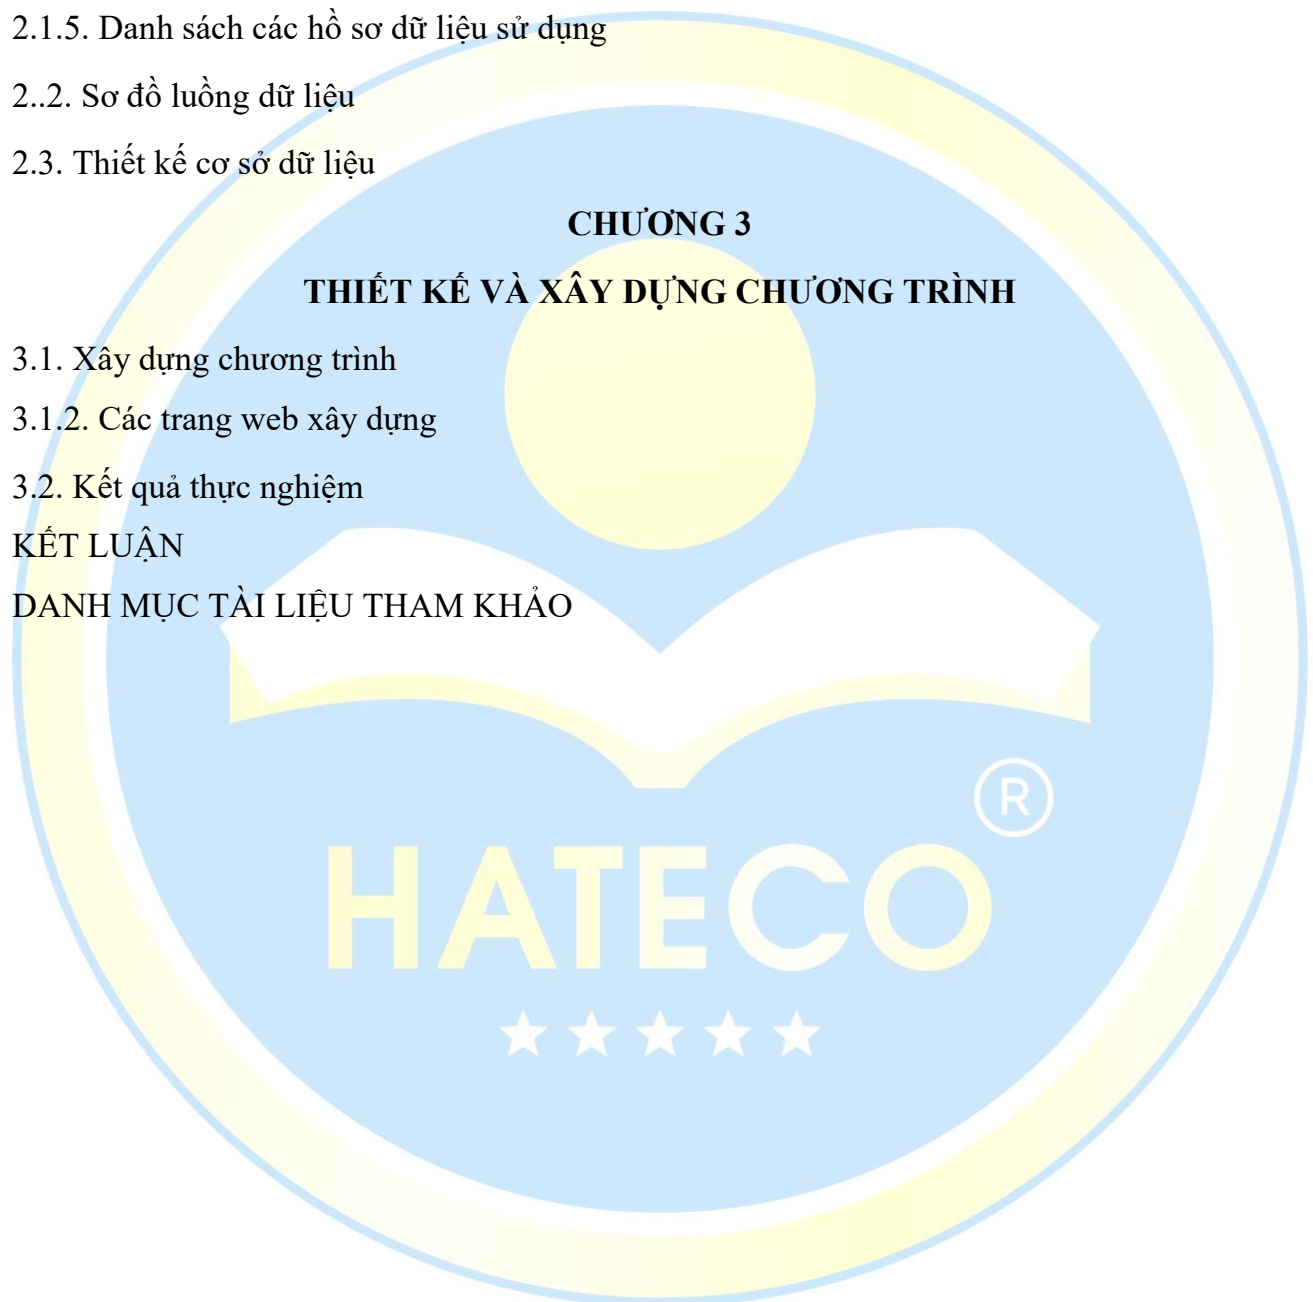 2.1.5. Danh sách các hồ sơ dữ liệu sử dụng
2..2. Sơ đồ luồng dữ liệu
2.3. Thiết kế cơ sở dữ liệu
CHƯƠNG 3
THIẾT KẾ VÀ XÂY DỰNG CHƯƠNG TRÌNH
3.1. Xây dựng chương trình
3.1.2. Các trang web xây dựng
3.2. Kết quả thực nghiệm
KẾT LUẬN
DANH MỤC TÀI LIỆU THAM KHẢO
®
HATECO